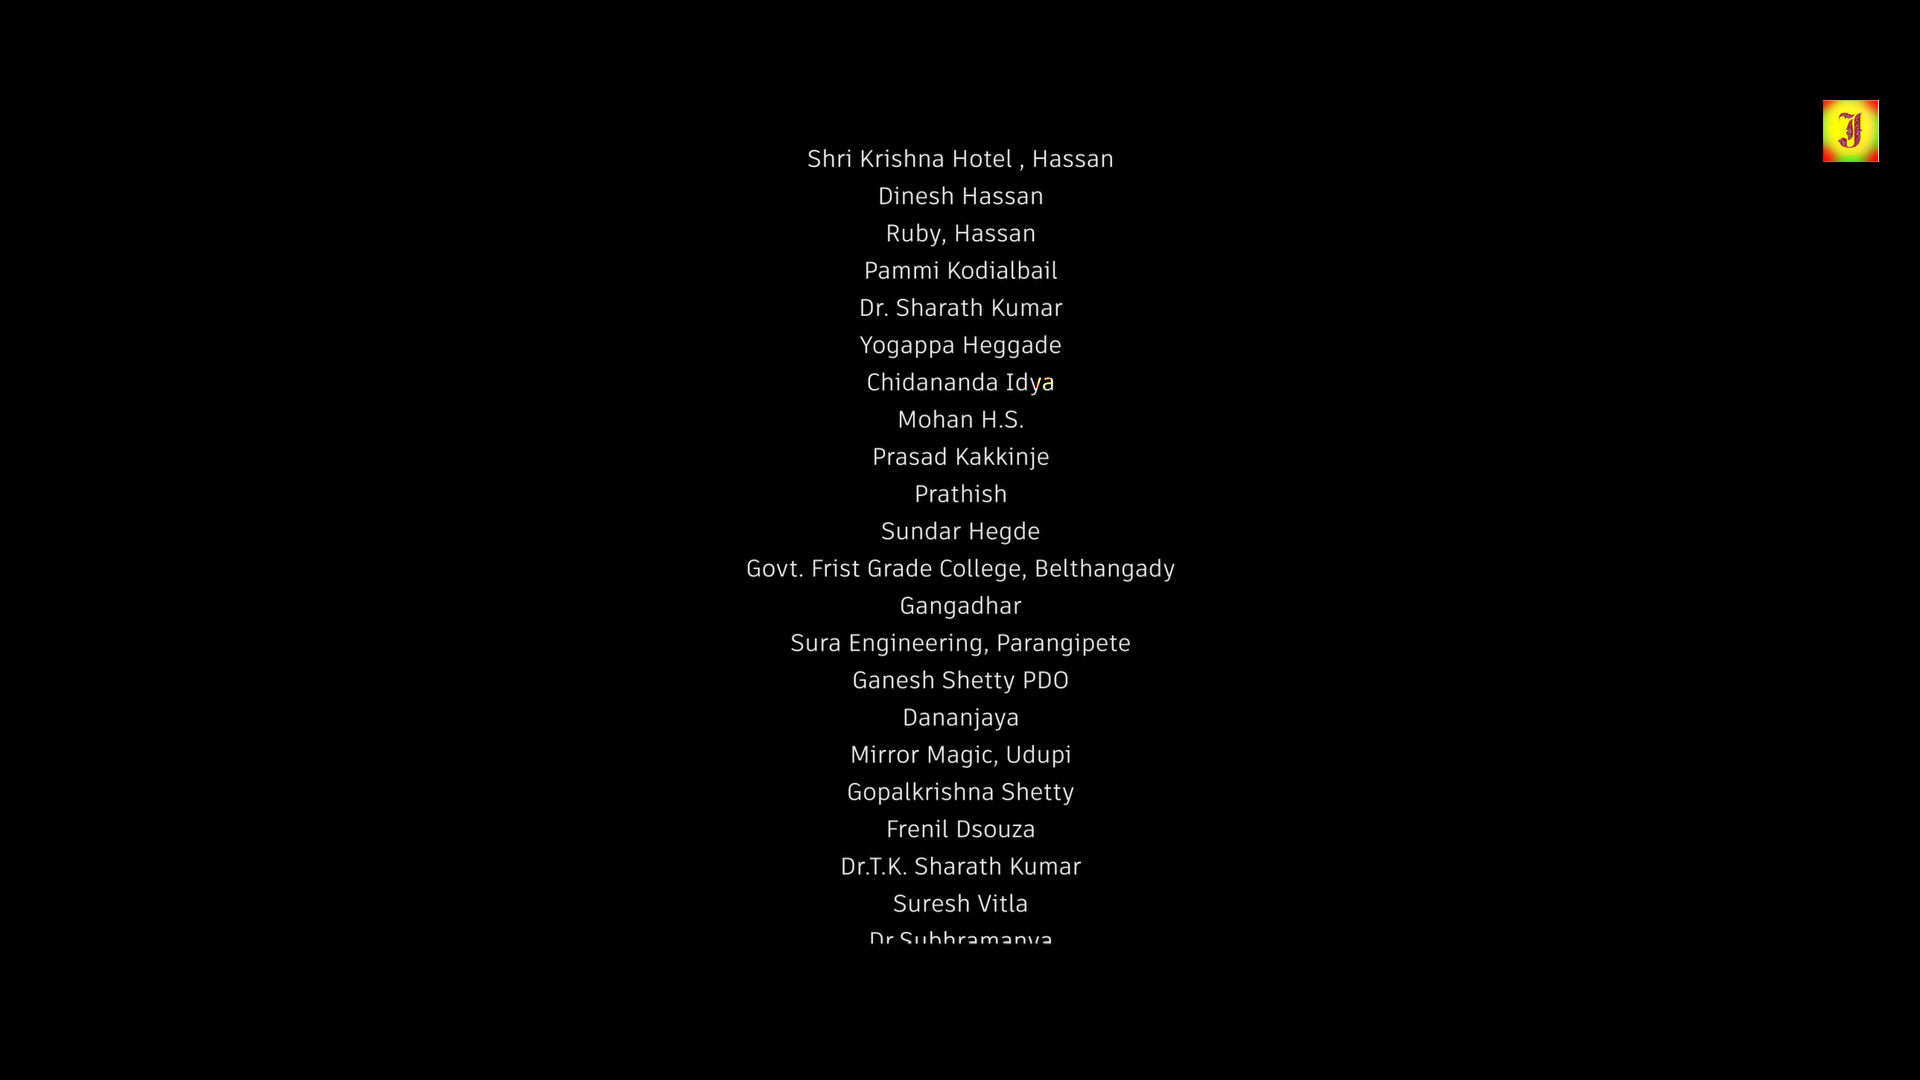 J
Shri Krishna Hotel , Hassan
Dinesh Hassan
Ruby, Hassan
Pammi Kodialbail
Dr. Sharath Kumar
Yogappa Heggade
Chidananda Idya
Mohan H.S.
Prasad Kakkinje
Prathish
Sundar Hegde
Govt. Frist Grade College, Belthangady
Gangadhar
Sura Engineering, Parangipete
Ganesh Shetty PDO
Dananjaya
Mirror Magic, Udupi
Gopalkrishna Shetty
Frenil Dsouza
Dr.T.K. Sharath Kumar
Suresh Vitla
Dr Subhramanya